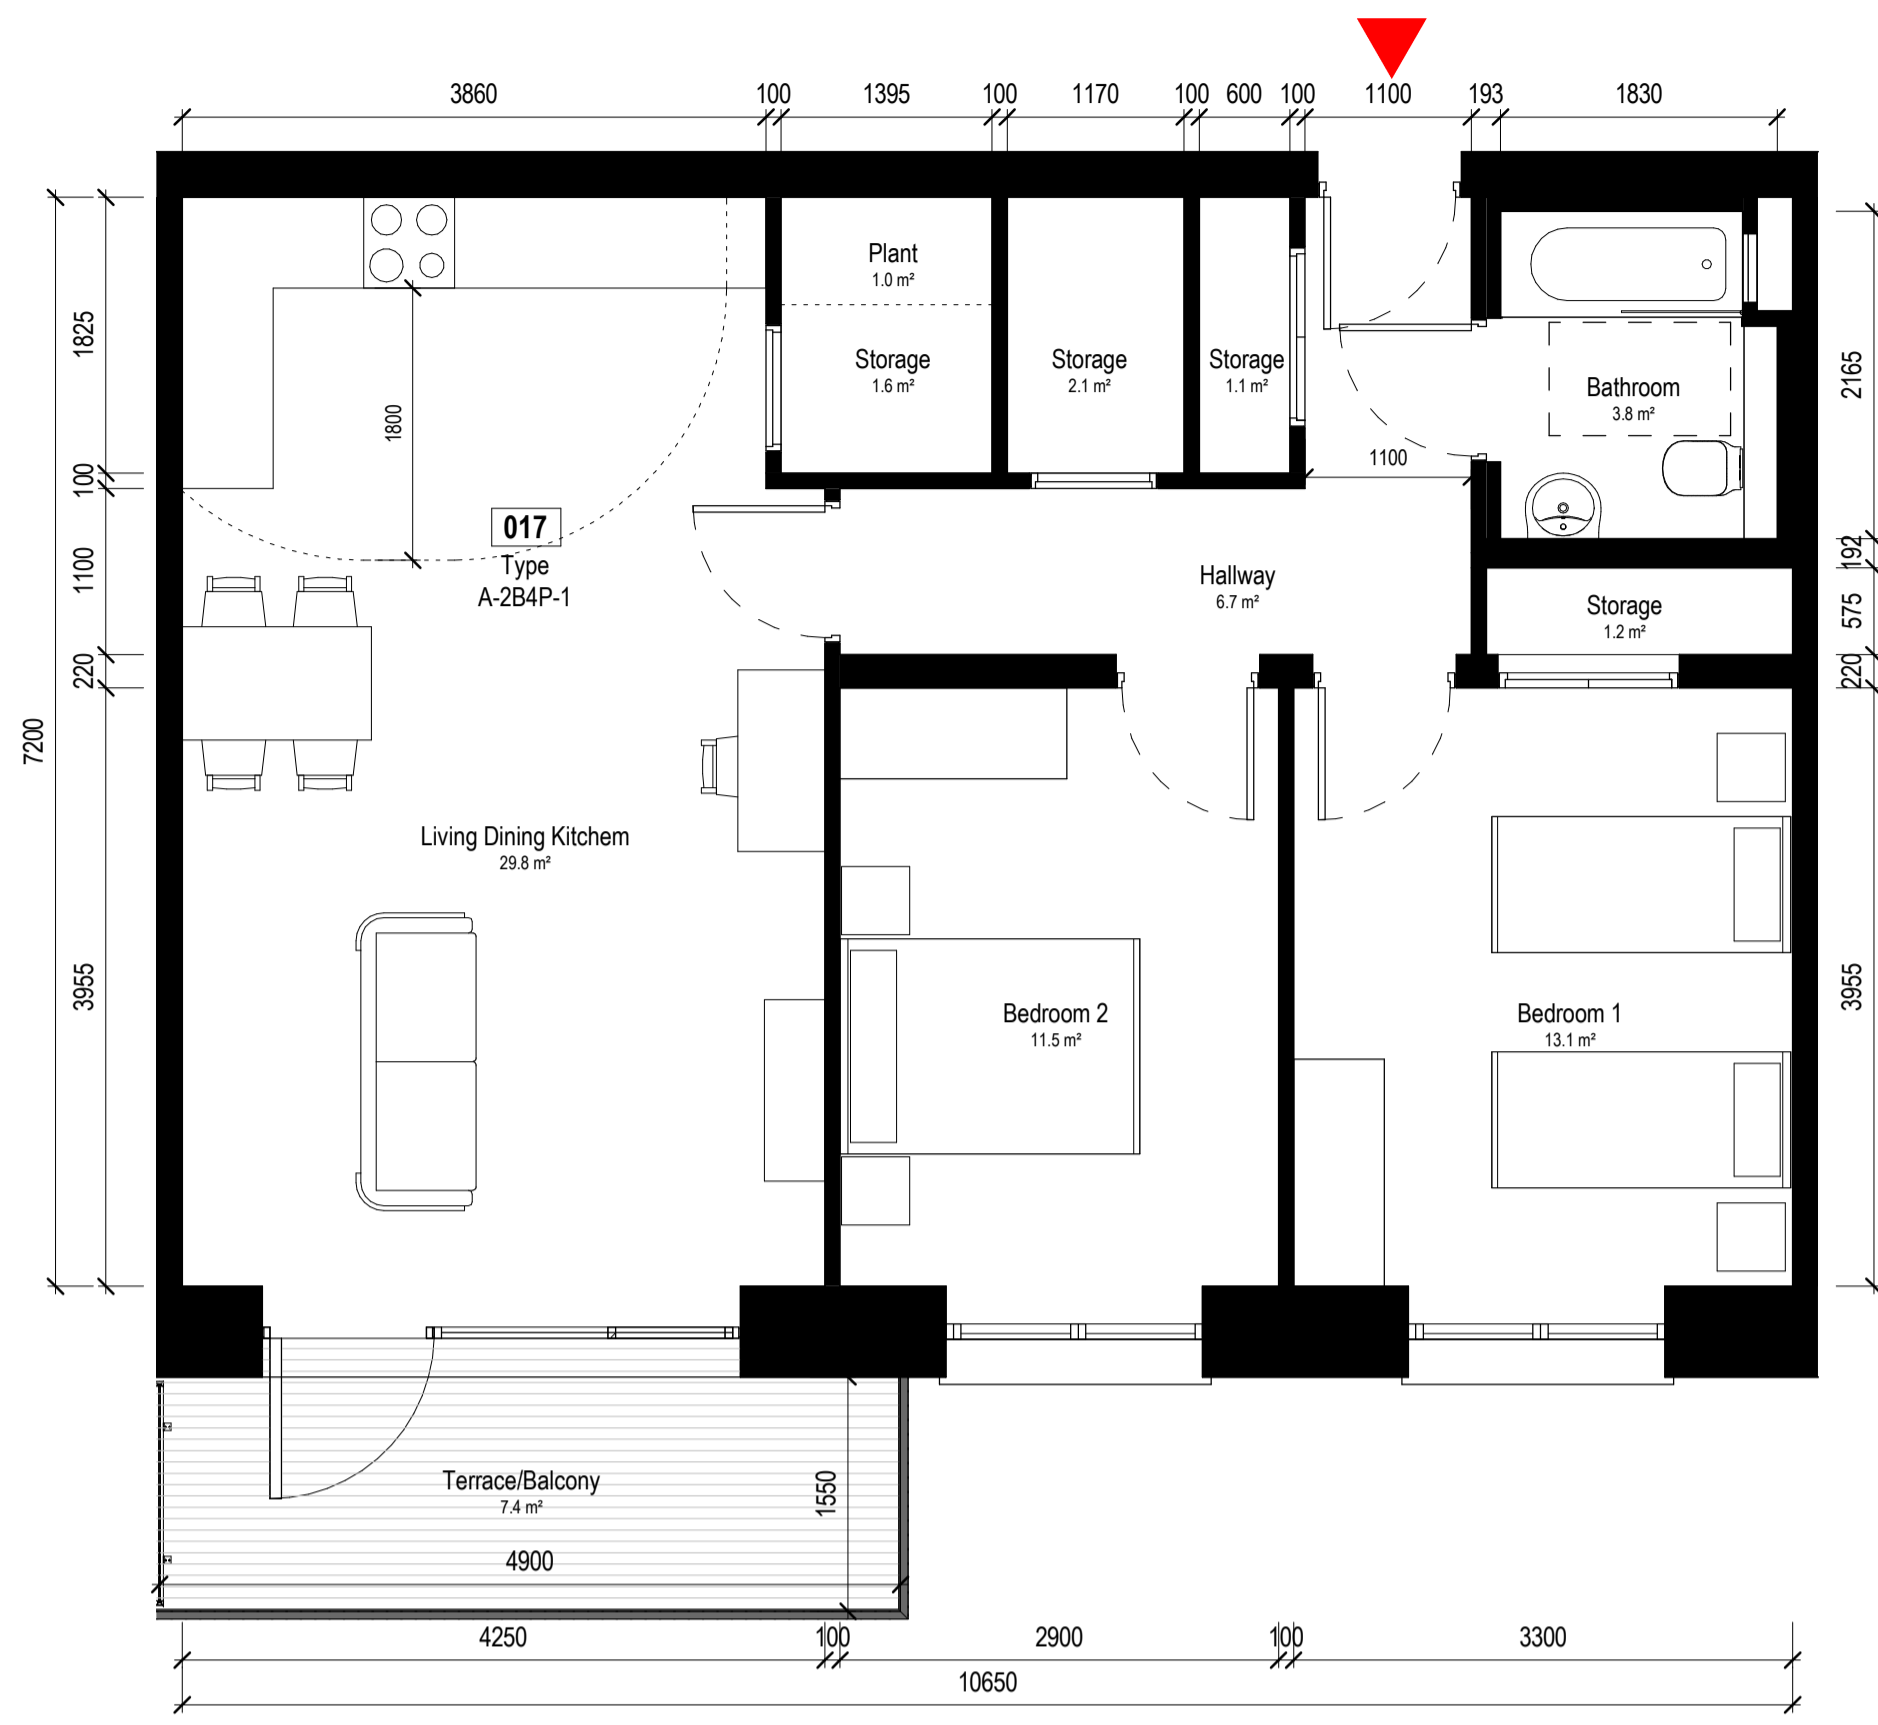 3860 100 1395 100 1170 100 600 100 1100 193 1830
Plant
1.0 m²
Storage
1.6 m²
Storage
2.1 m²
Storage
1.1 m²
Bathroom
3.8 m²
1825
100
1100
220
3955
7200
1800
1100
2165
192
575
220
3955
017
Type
A-2B4P-1
Hallway
6.7 m²
Storage
1.2 m²
Living Dining Kitchem
29.8 m²
Bedroom 2
11.5 m²
Bedroom 1
13.1 m²
Terrace/Balcony
7.4 m²
1550
4900
4250 100 2900 100 3300
10650